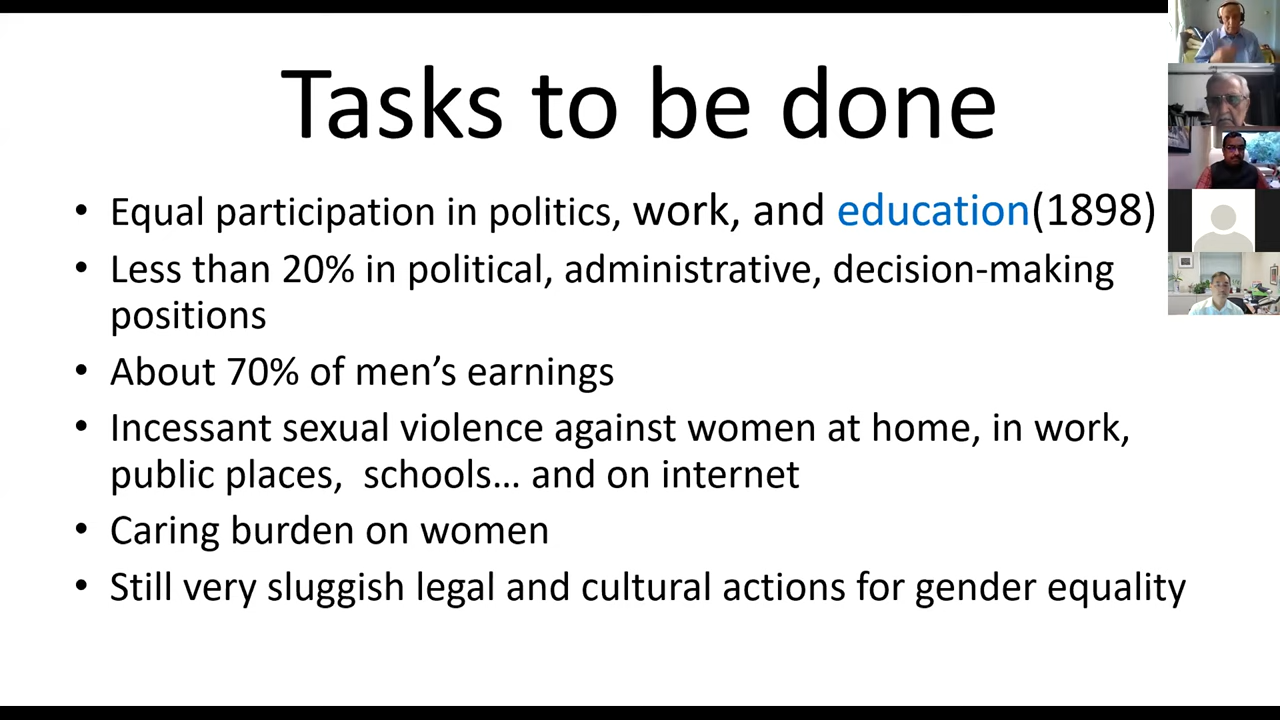 Tasks to be done
• Equal participation in politics, work, and education(1898)
• Less than 20% in political, administrative, decision-making
positions
• About 70% of men’s earnings
• Incessant sexual violence against women at home, in work,
public places,  schools… and on internet
• Caring burden on women
• Still very sluggish legal and cultural actions for gender equality